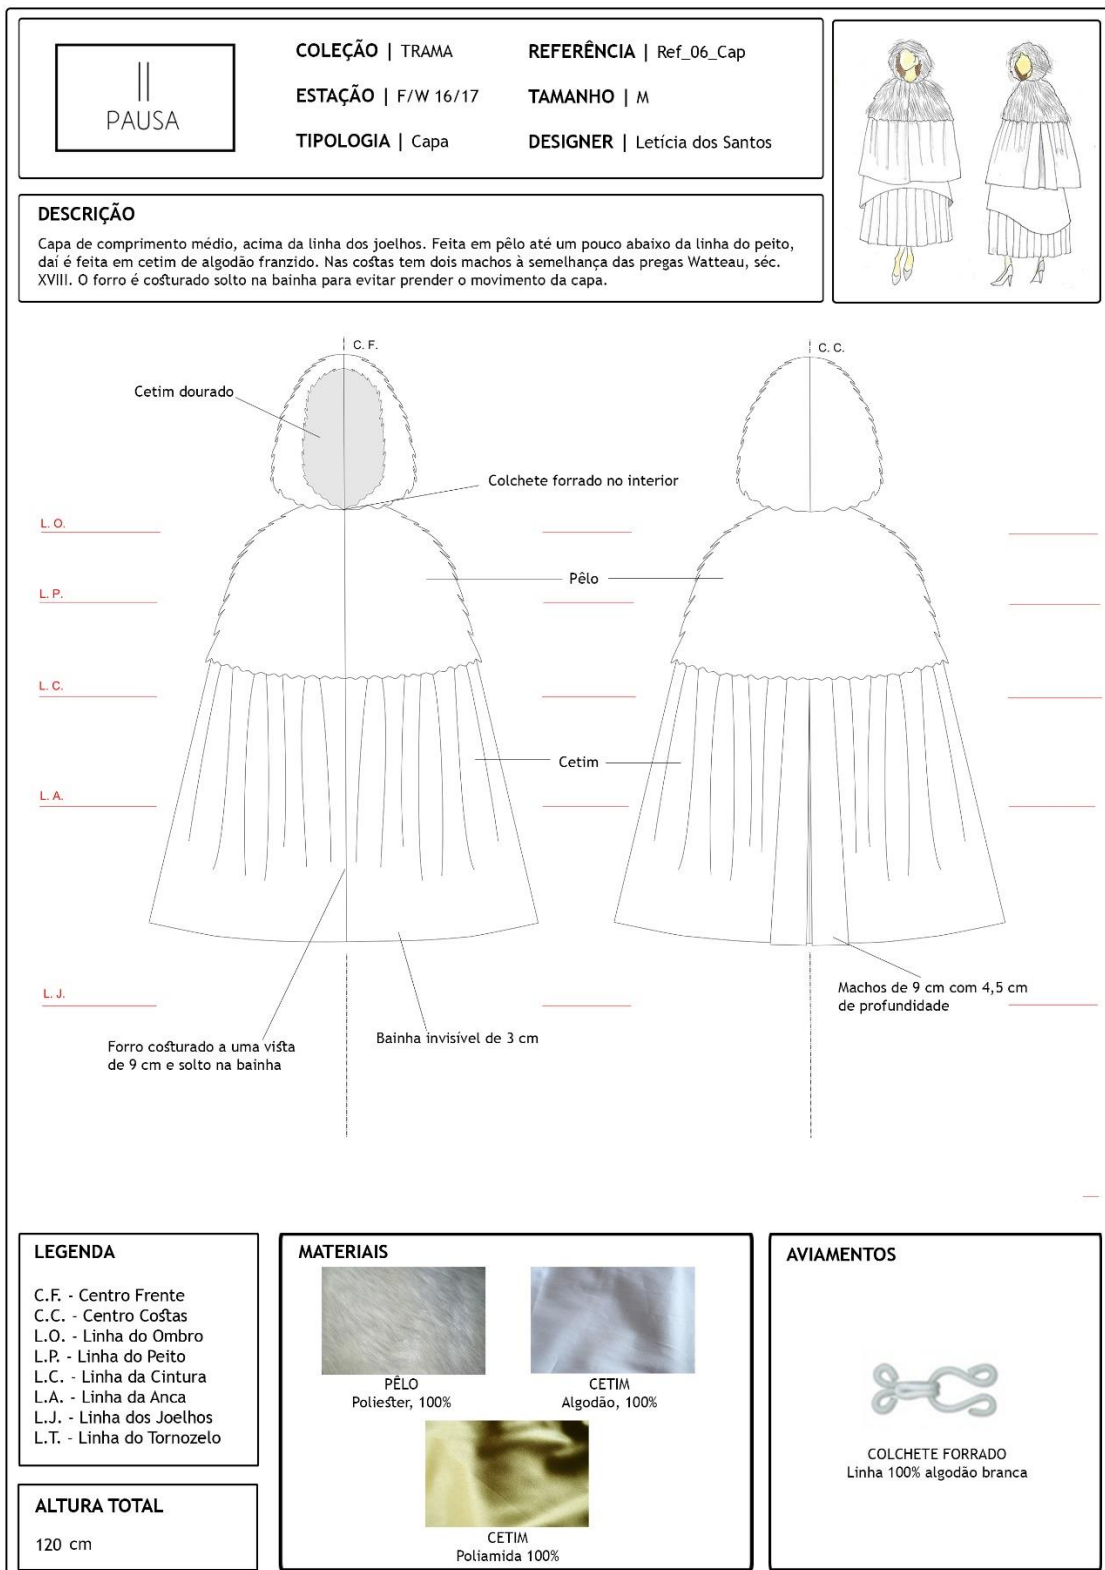 PAUSA
COLEÇÃO | TRAMA
REFERÊNCIA | Ref_06_Cap
ESTAÇÃO | F/W 16/17
TAMANHO | M
TIPOLOGIA | Capa
DESIGNER | Letícia dos Santos
DESCRIÇÃO
Capa de comprimento médio, acima da linha dos joelhos. Feita em pêlo até um pouco abaixo da linha do peito,
daí é feita em cetim de algodão franzido. Nas costas tem dois machos à semelhança das pregas Watteau, séc.
XVIII. O forro é costurado solto na bainha para evitar prender o movimento da capa.
C. F.
C. C.
Cetim dourado
Colchete forrado no interior
L. O.
Pêlo
L. P.
L. C.
Cetim
L. A.
L. J.
Machos de 9 cm com 4,5 cm
de profundidade
Forro costurado a uma vista
de 9 cm e solto na bainha
Bainha invisível de 3 cm
LEGENDA
C.F. - Centro Frente
C.C. - Centro Costas
L.O. - Linha do Ombro
L.P. - Linha do Peito
L.C. - Linha da Cintura
L.A. - Linha da Anca
L.J. - Linha dos Joelhos
L.T. - Linha do Tornozelo
ALTURA TOTAL
120 cm
MATERIAIS
PÊLO
Poliester, 100%
CETIM
Algodão, 100%
CETIM
Poliamida 100%
AVIAMENTOS
COLCHETE FORRADO
Linha 100% algodão branca